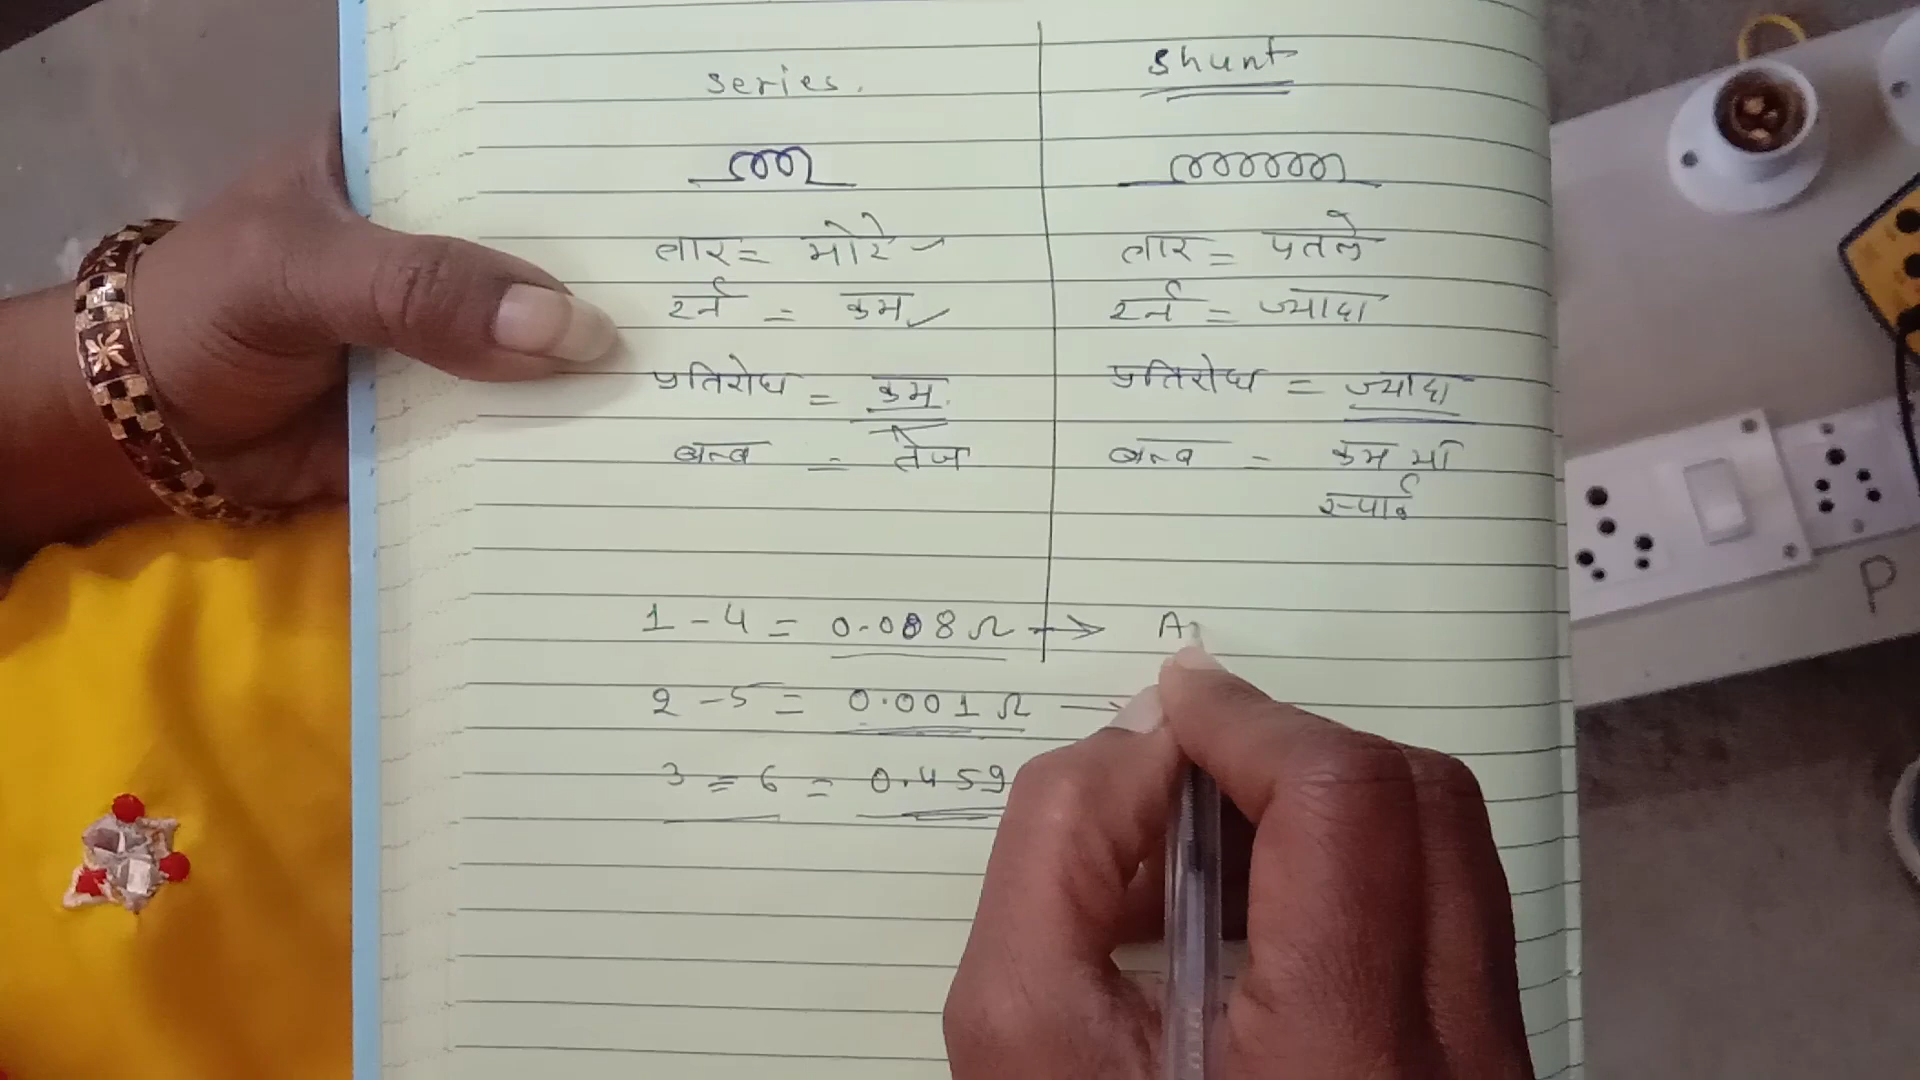 series.
shunt
तार = मोटे
टर्न = कम
प्रतिरोध = कम.
बल्ब = तेज
तार = पतले
टर्न = ज्यादा
प्रतिरोध = ज्यादा
बल्ब - कम या
स्पार्क
1 - 4 = 0.008 Ω → A
2 - 5 = 0.001 Ω →
3 = 6 = 0.459
P